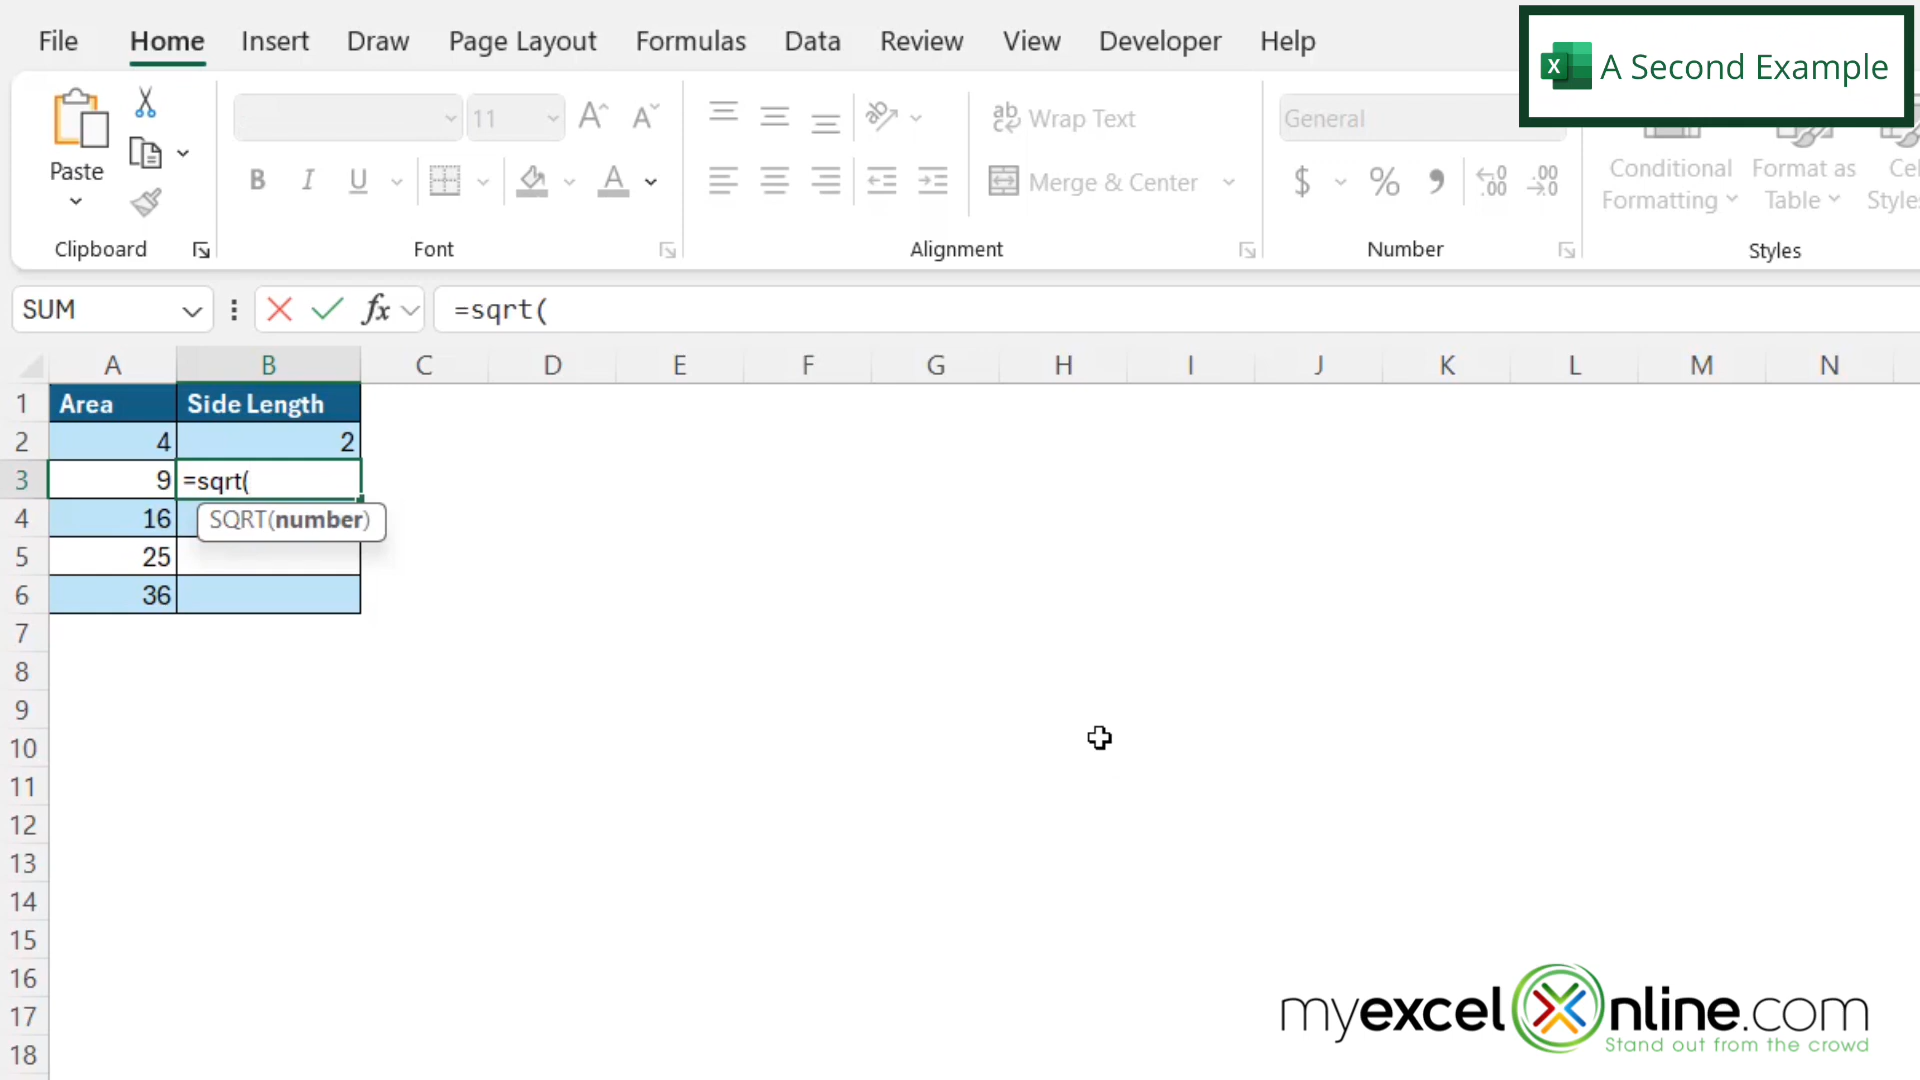 File Home Insert Draw Page Layout Formulas Data Review View Developer Help
A Second Example
Paste
11
Wrap Text
General
B I U
Merge & Center
$ % ,
Conditional Formatting
Format as Table
Cel
Styles
Clipboard Font Alignment Number Styles
SUM
fx
=sqrt(
A B C D E F G H I J K L M N
1 Area Side Length
2 4 2
3 9 =sqrt(
SQRT(number)
4 16
5 25
6 36
7
8
9
10
11
12
13
14
15
16
17
18
myexcelOnline.com
Stand out from the crowd